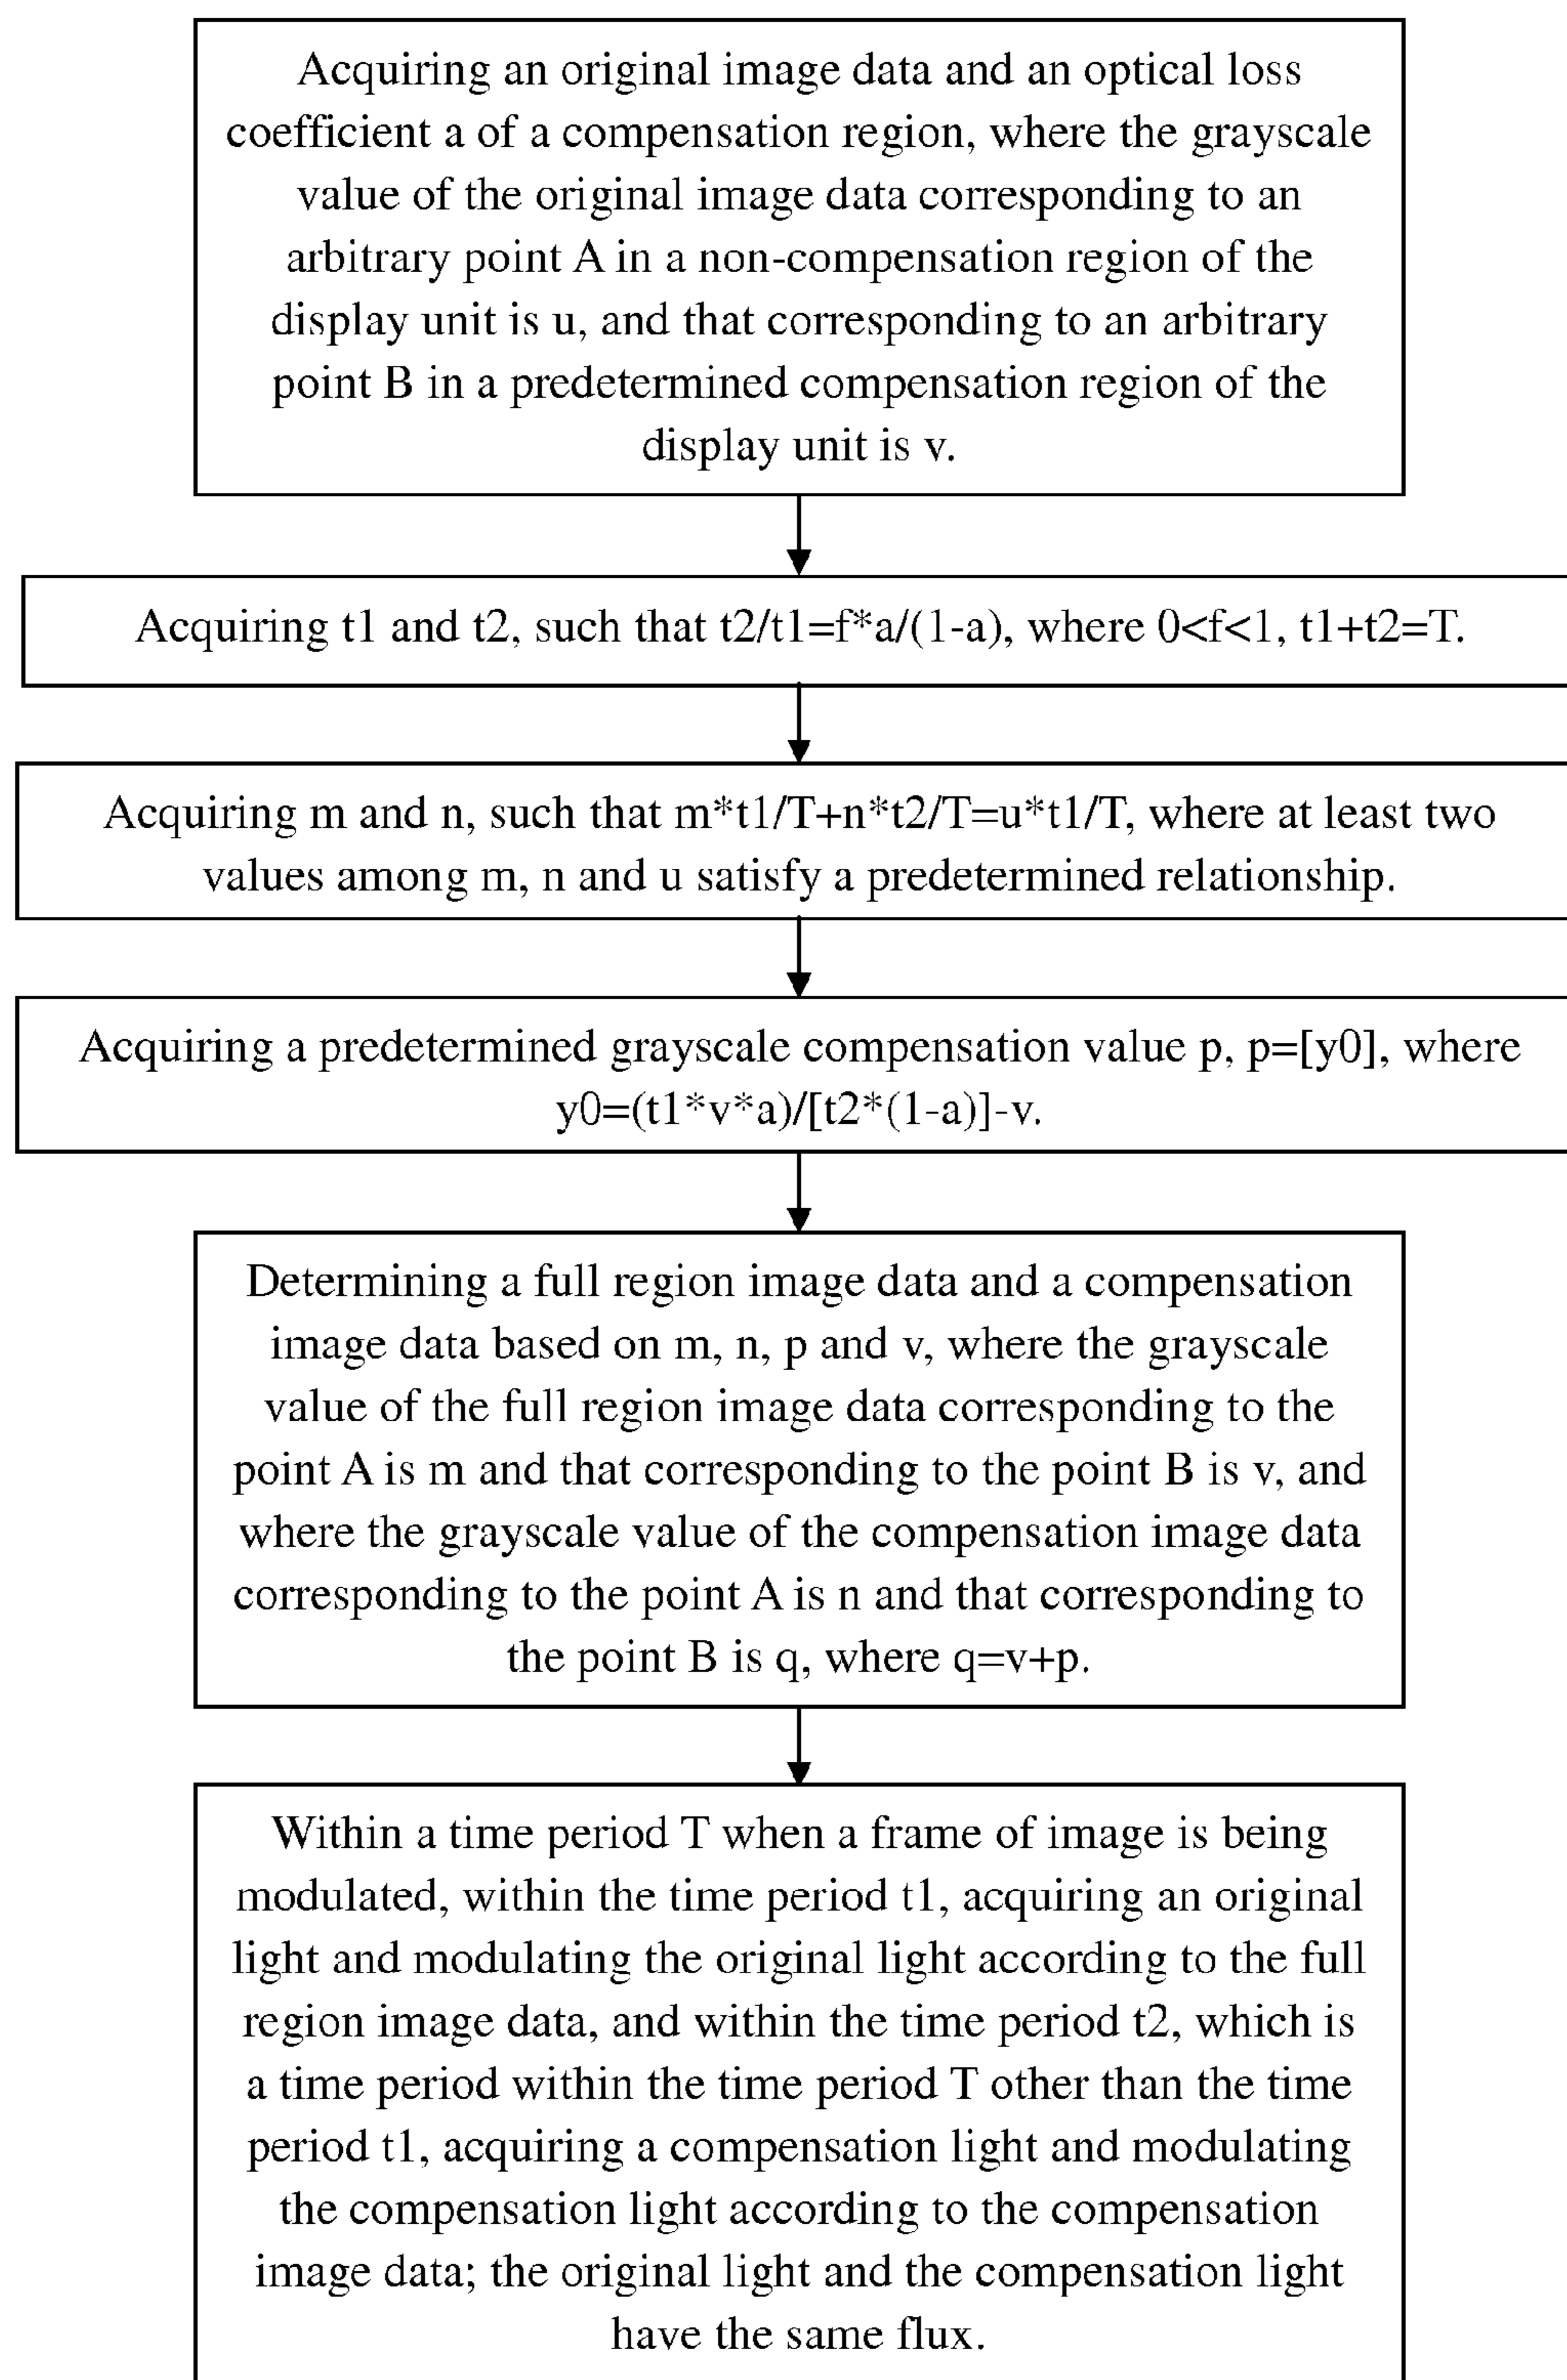 Acquiring an original image data and an optical loss
coefficient a of a compensation region, where the grayscale
value of the original image data corresponding to an
arbitrary point A in a non-compensation region of the
display unit is u, and that corresponding to an arbitrary
point B in a predetermined compensation region of the
display unit is v.
Acquiring t1 and t2, such that t2/t1=f*a/(1-a), where 0<f<1, t1+t2=T.
Acquiring m and n, such that m*t1/T+n*t2/T=u*t1/T, where at least two
values among m, n and u satisfy a predetermined relationship.
Acquiring a predetermined grayscale compensation value p, p=[y0], where
y0=(t1*v*a)/[t2*(1-a)]-v.
Determining a full region image data and a compensation
image data based on m, n, p and v, where the grayscale
value of the full region image data corresponding to the
point A is m and that corresponding to the point B is v, and
where the grayscale value of the compensation image data
corresponding to the point A is n and that corresponding to
the point B is q, where q=v+p.
Within a time period T when a frame of image is being
modulated, within the time period t1, acquiring an original
light and modulating the original light according to the full
region image data, and within the time period t2, which is
a time period within the time period T other than the time
period t1, acquiring a compensation light and modulating
the compensation light according to the compensation
image data; the original light and the compensation light
have the same flux.